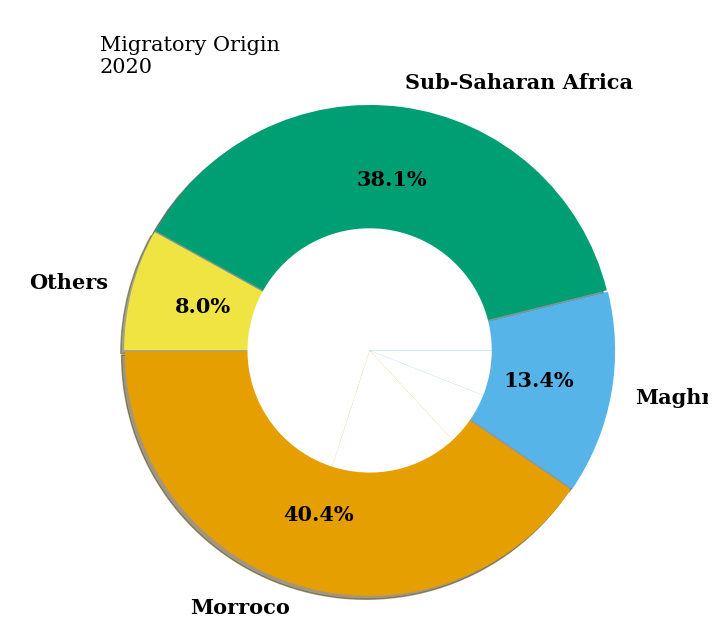 Migratory Origin
2020
Sub-Saharan Africa
38.1%
Others
8.0%
13.4%
40.4%
Morroco